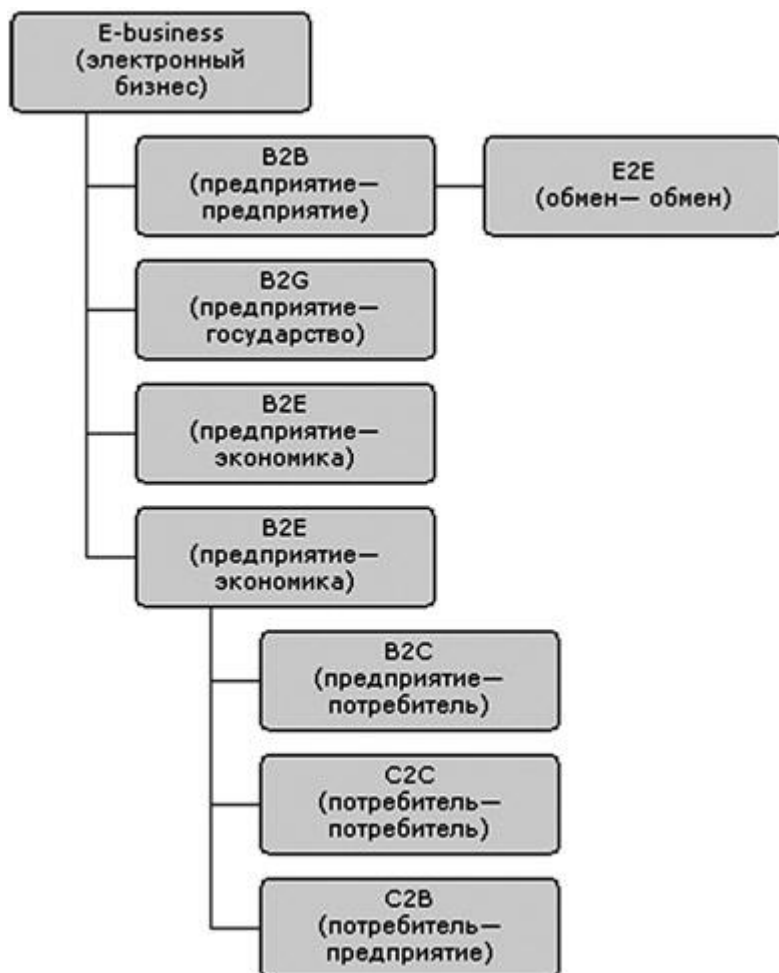 E-business
(электронный
бизнес)
B2B
(предприятие—
предприятие)
E2E
(обмен— обмен)
B2G
(предприятие—
государство)
B2E
(предприятие—
экономика)
B2E
(предприятие—
экономика)
B2C
(предприятие—
потребитель)
C2C
(потребитель—
потребитель)
C2B
(потребитель—
предприятие)